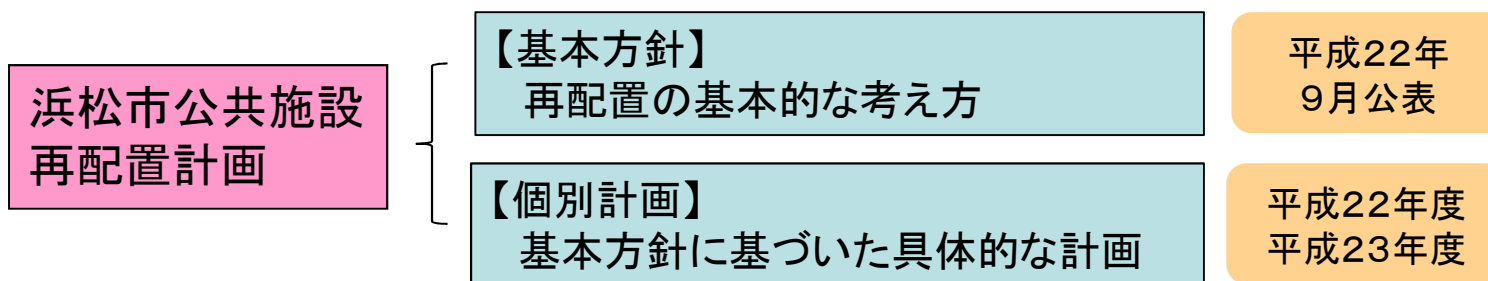 浜松市公共施設
再配置計画
【基本方針】
再配置の基本的な考え方
平成２２年
９月公表
【個別計画】
基本方針に基づいた具体的な計画
平成２２年度
平成２３年度